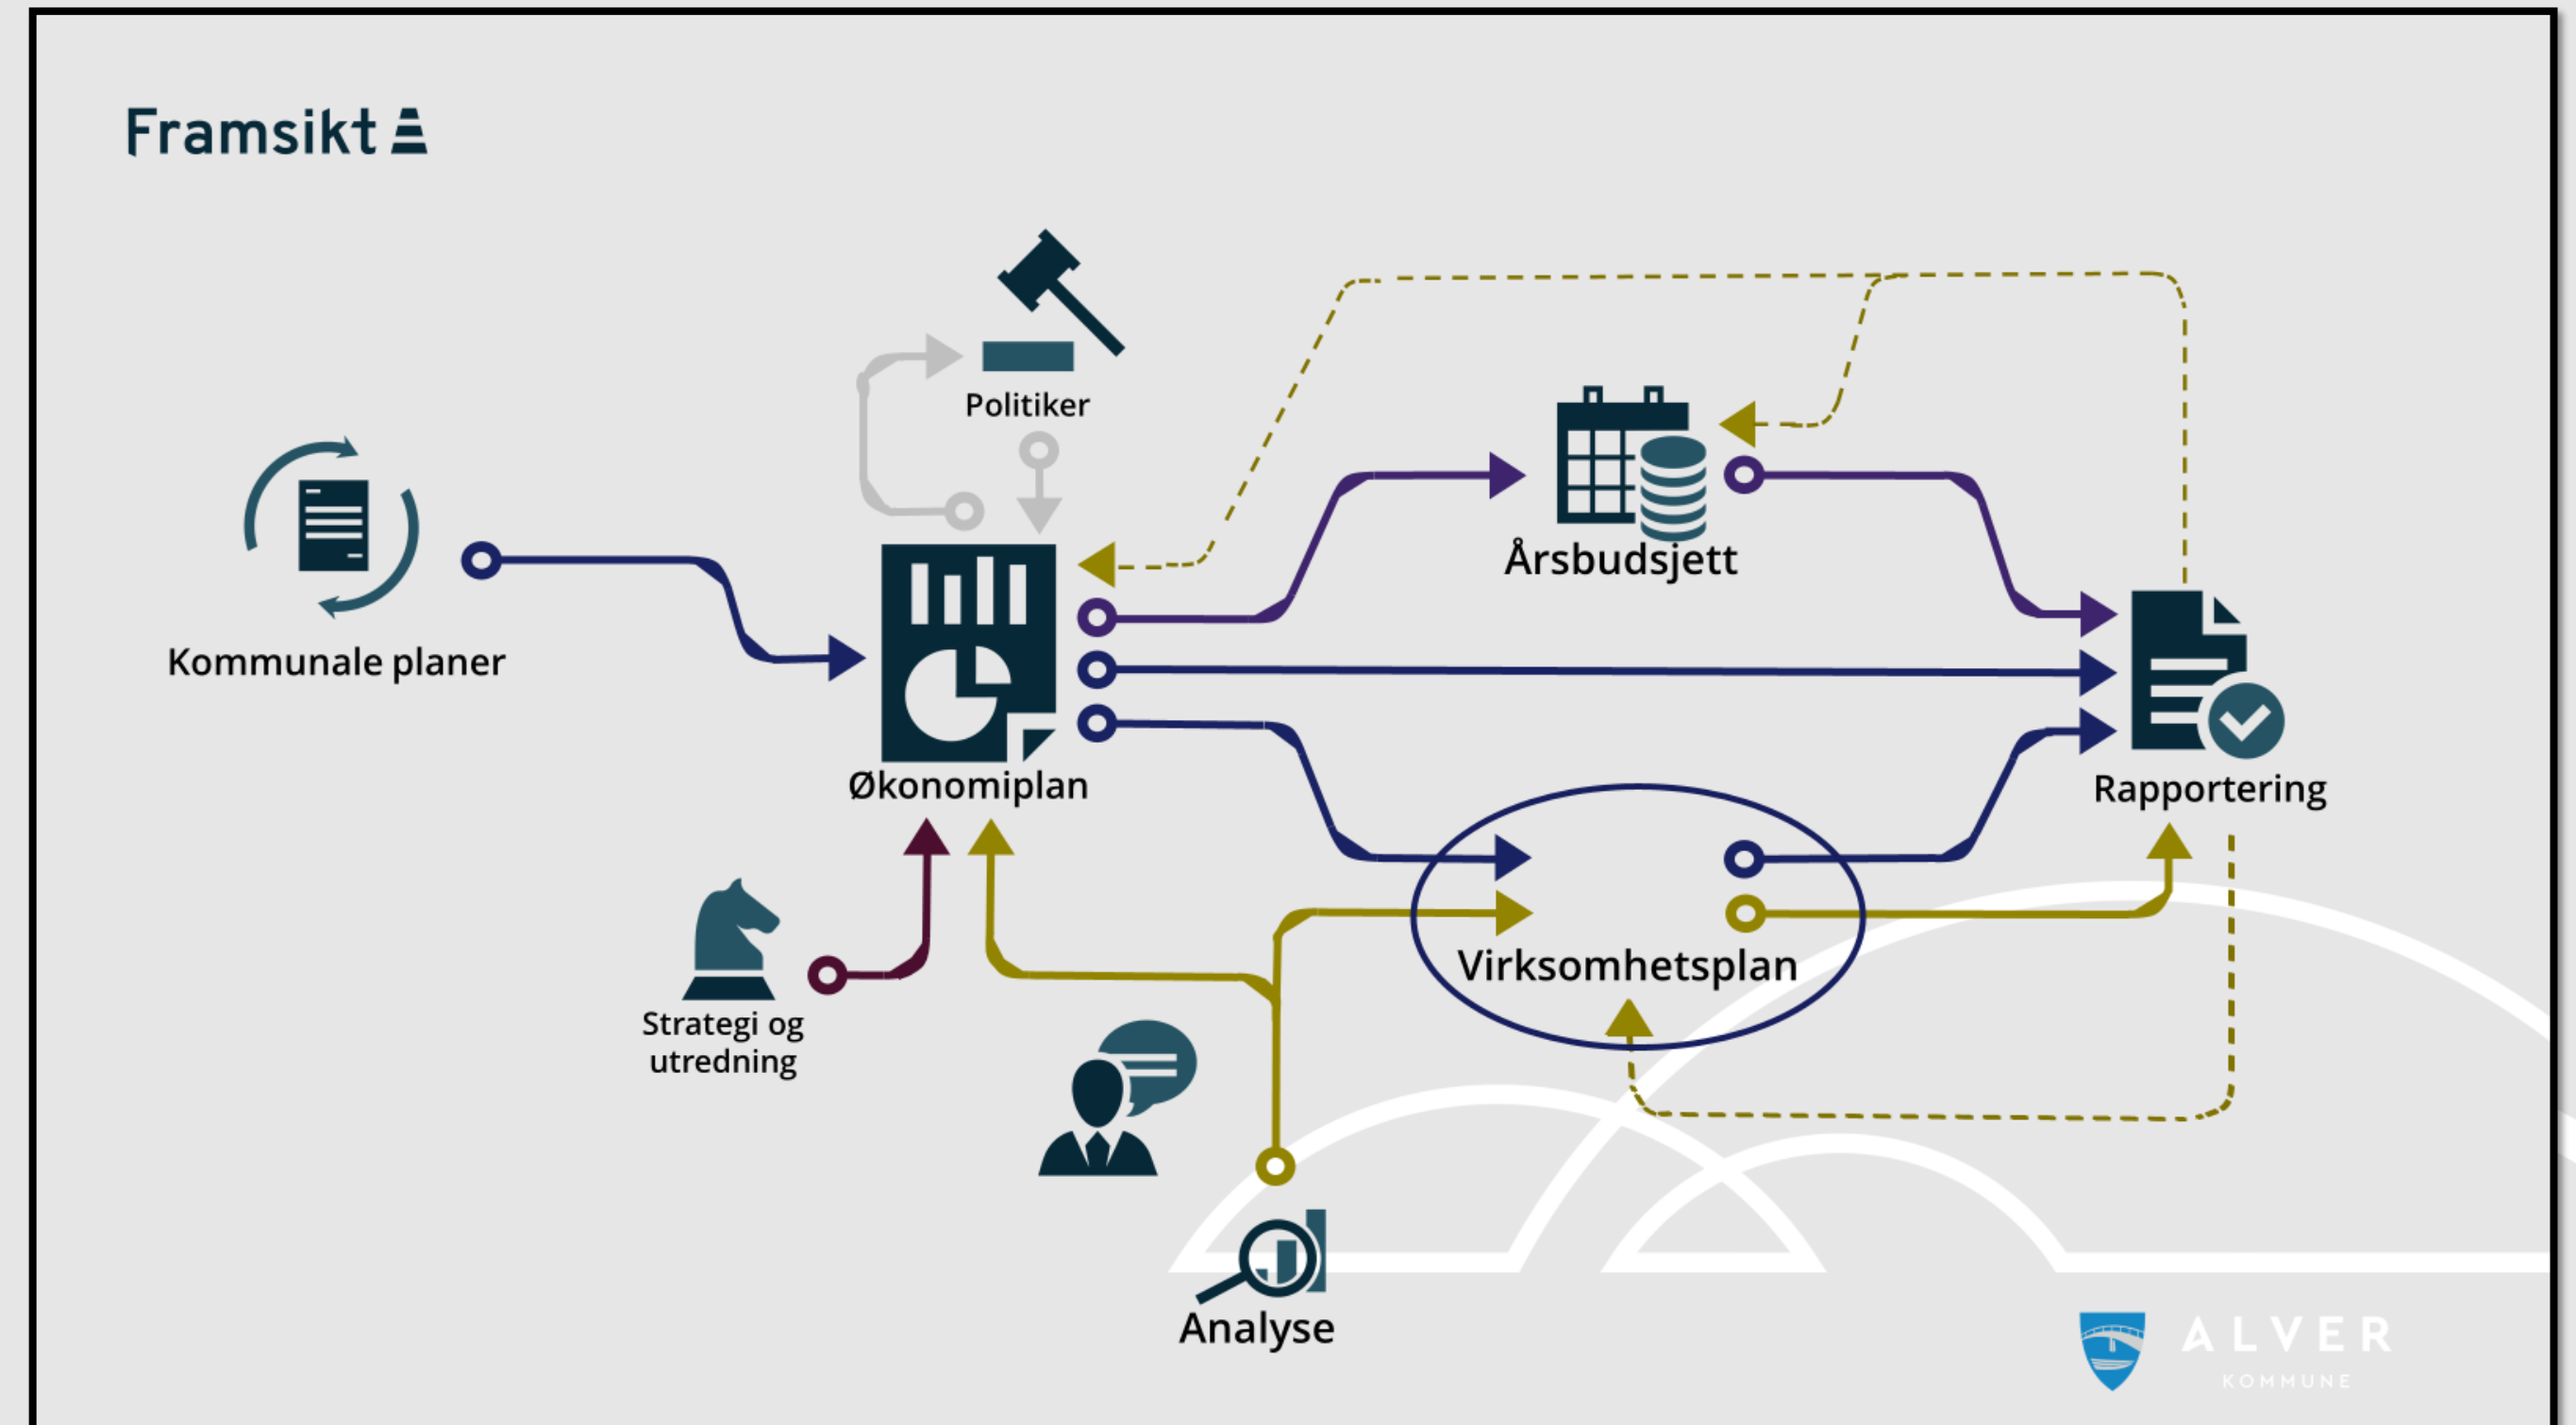 Framsikt
Politiker
Årsbudsjett
Kommunale planer
Økonomiplan
Rapportering
Virksomhetsplan
Strategi og
utredning
Analyse
ALVER
KOMMUNE